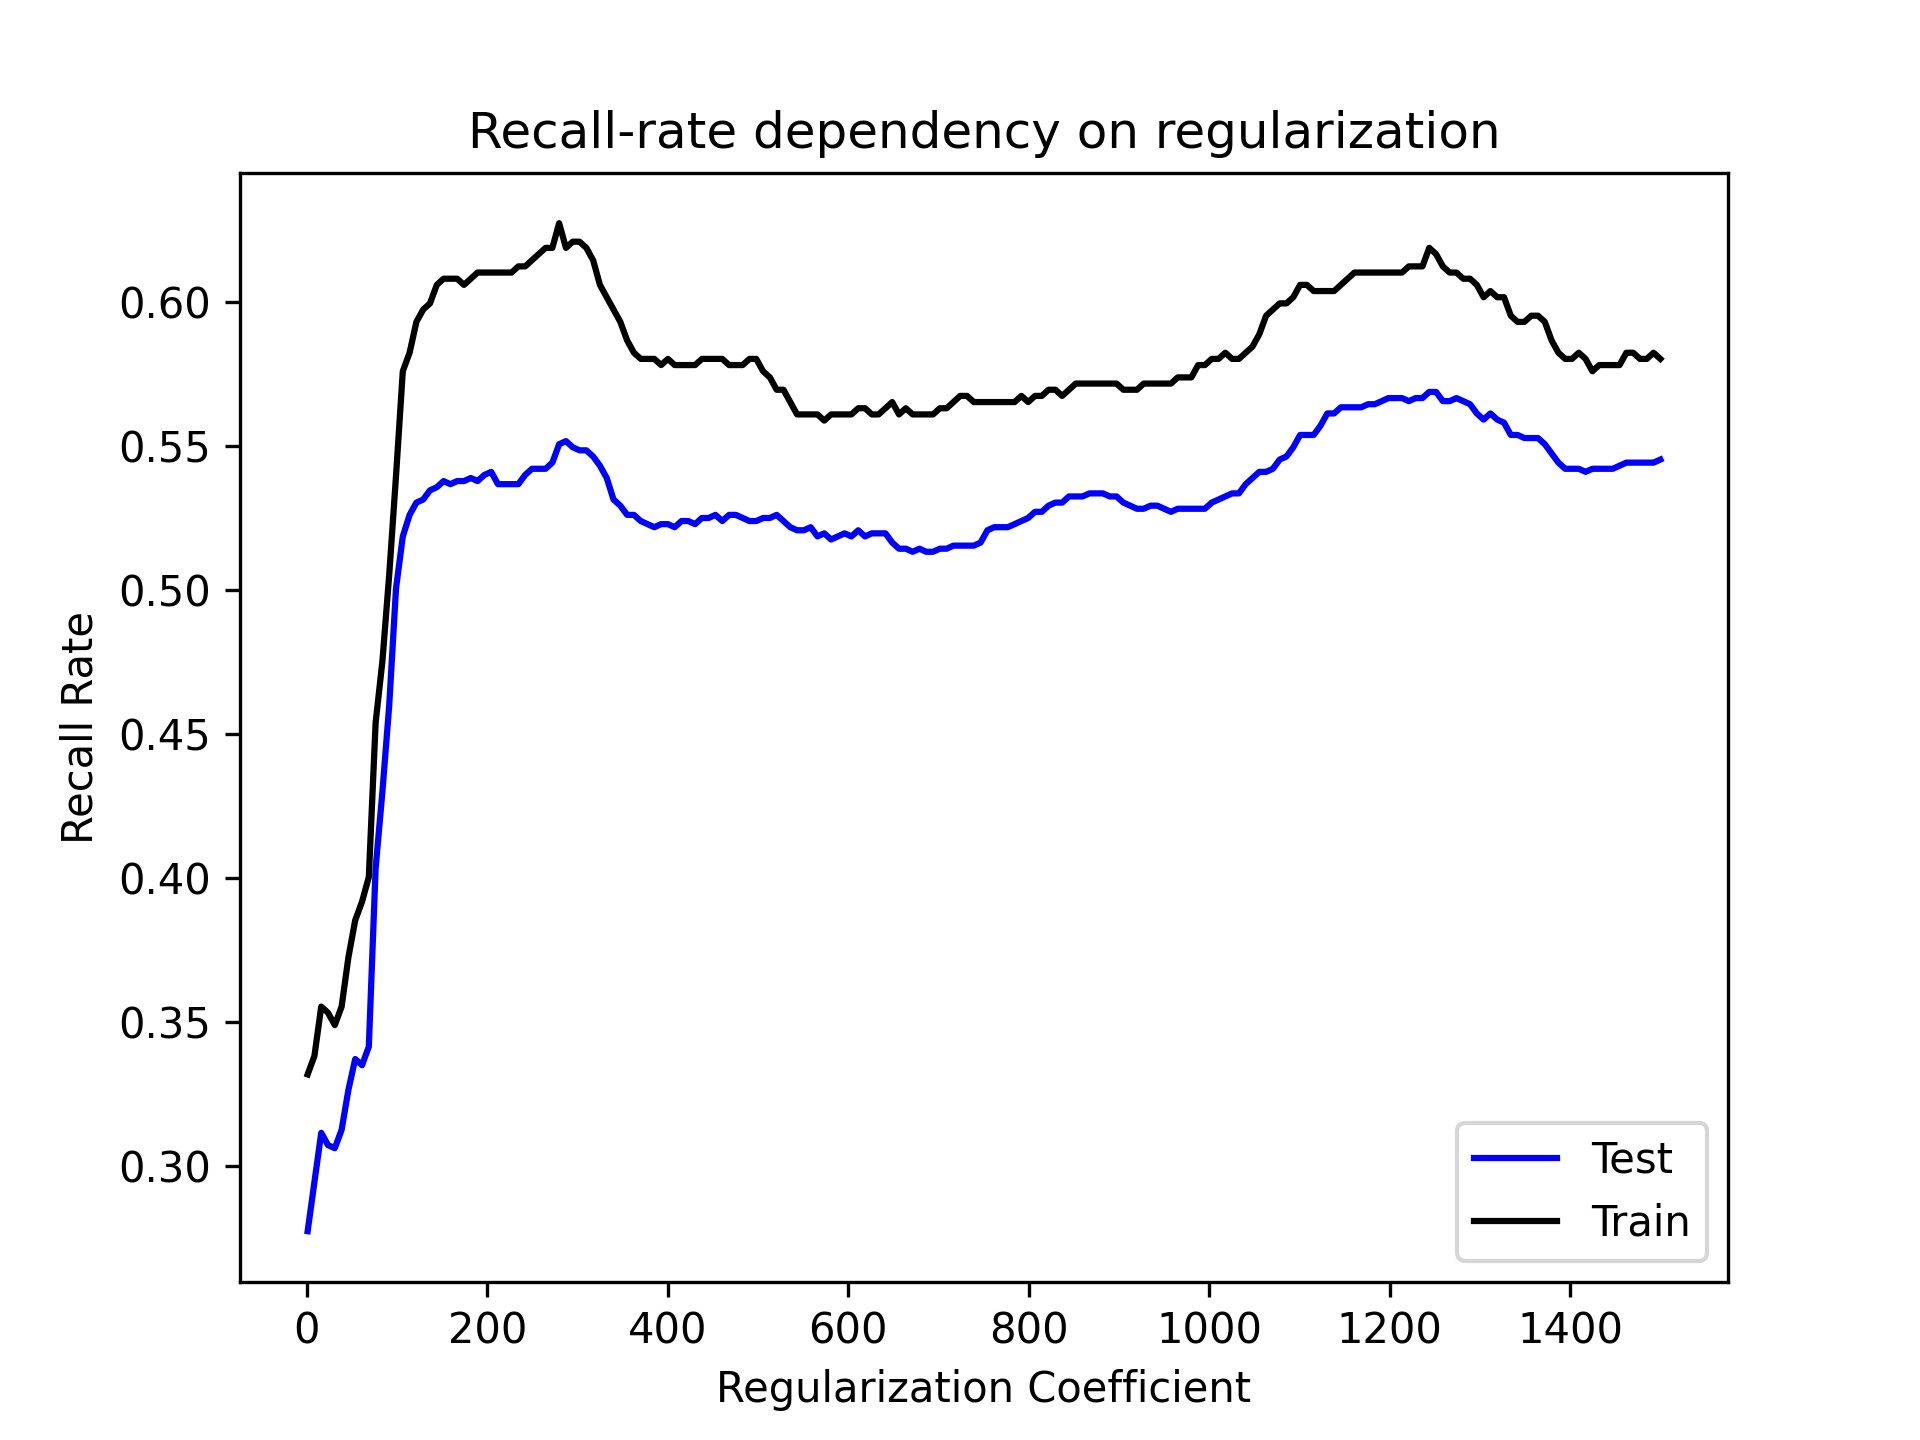 Recall-rate dependency on regularization
Recall Rate
0.60
0.55
0.50
0.45
0.40
0.35
0.30
0 200 400 600 800 1000 1200 1400
Regularization Coefficient
Test
Train